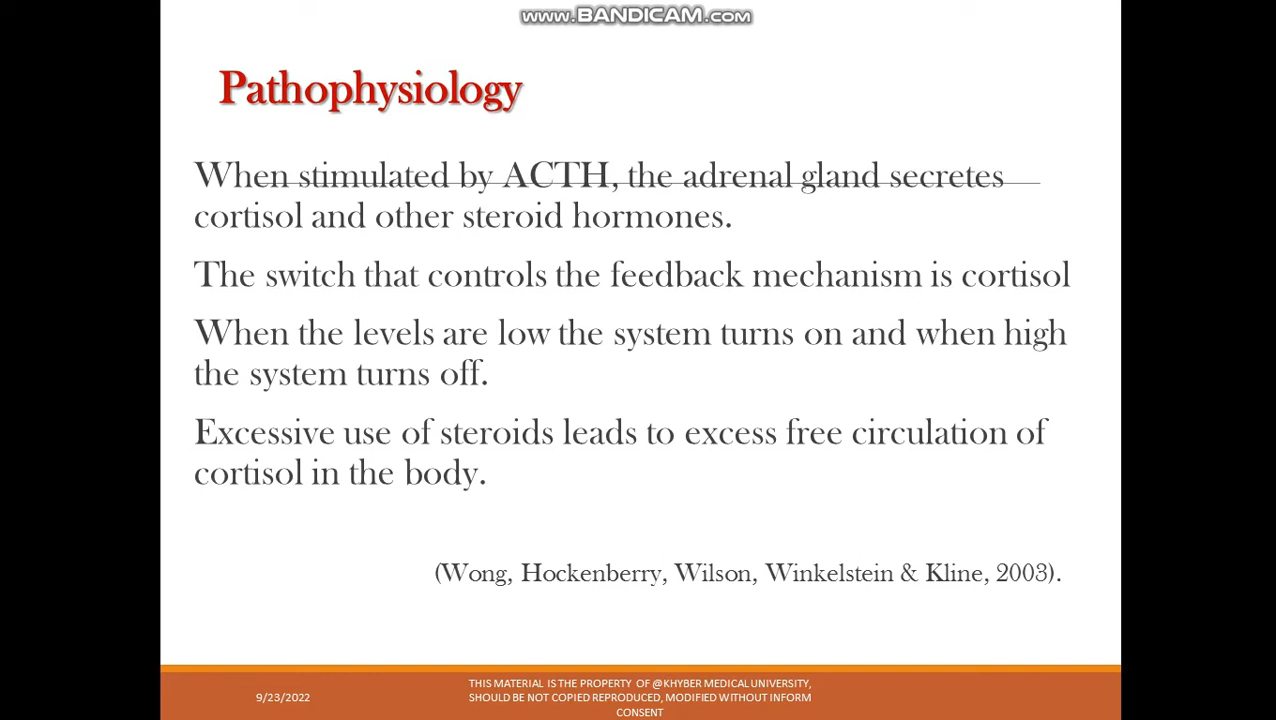 www.BANDICAM.com
Pathophysiology
When stimulated by ACTH, the adrenal gland secretes
cortisol and other steroid hormones.
The switch that controls the feedback mechanism is cortisol
When the levels are low the system turns on and when high
the system turns off.
Excessive use of steroids leads to excess free circulation of
cortisol in the body.
(Wong, Hockenberry, Wilson, Winkelstein & Kline, 2003).
9/23/2022
THIS MATERIAL IS THE PROPERTY OF @KHYBER MEDICAL UNIVERSITY,
SHOULD BE NOT COPIED REPRODUCED, MODIFIED WITHOUT INFORM
CONSENT